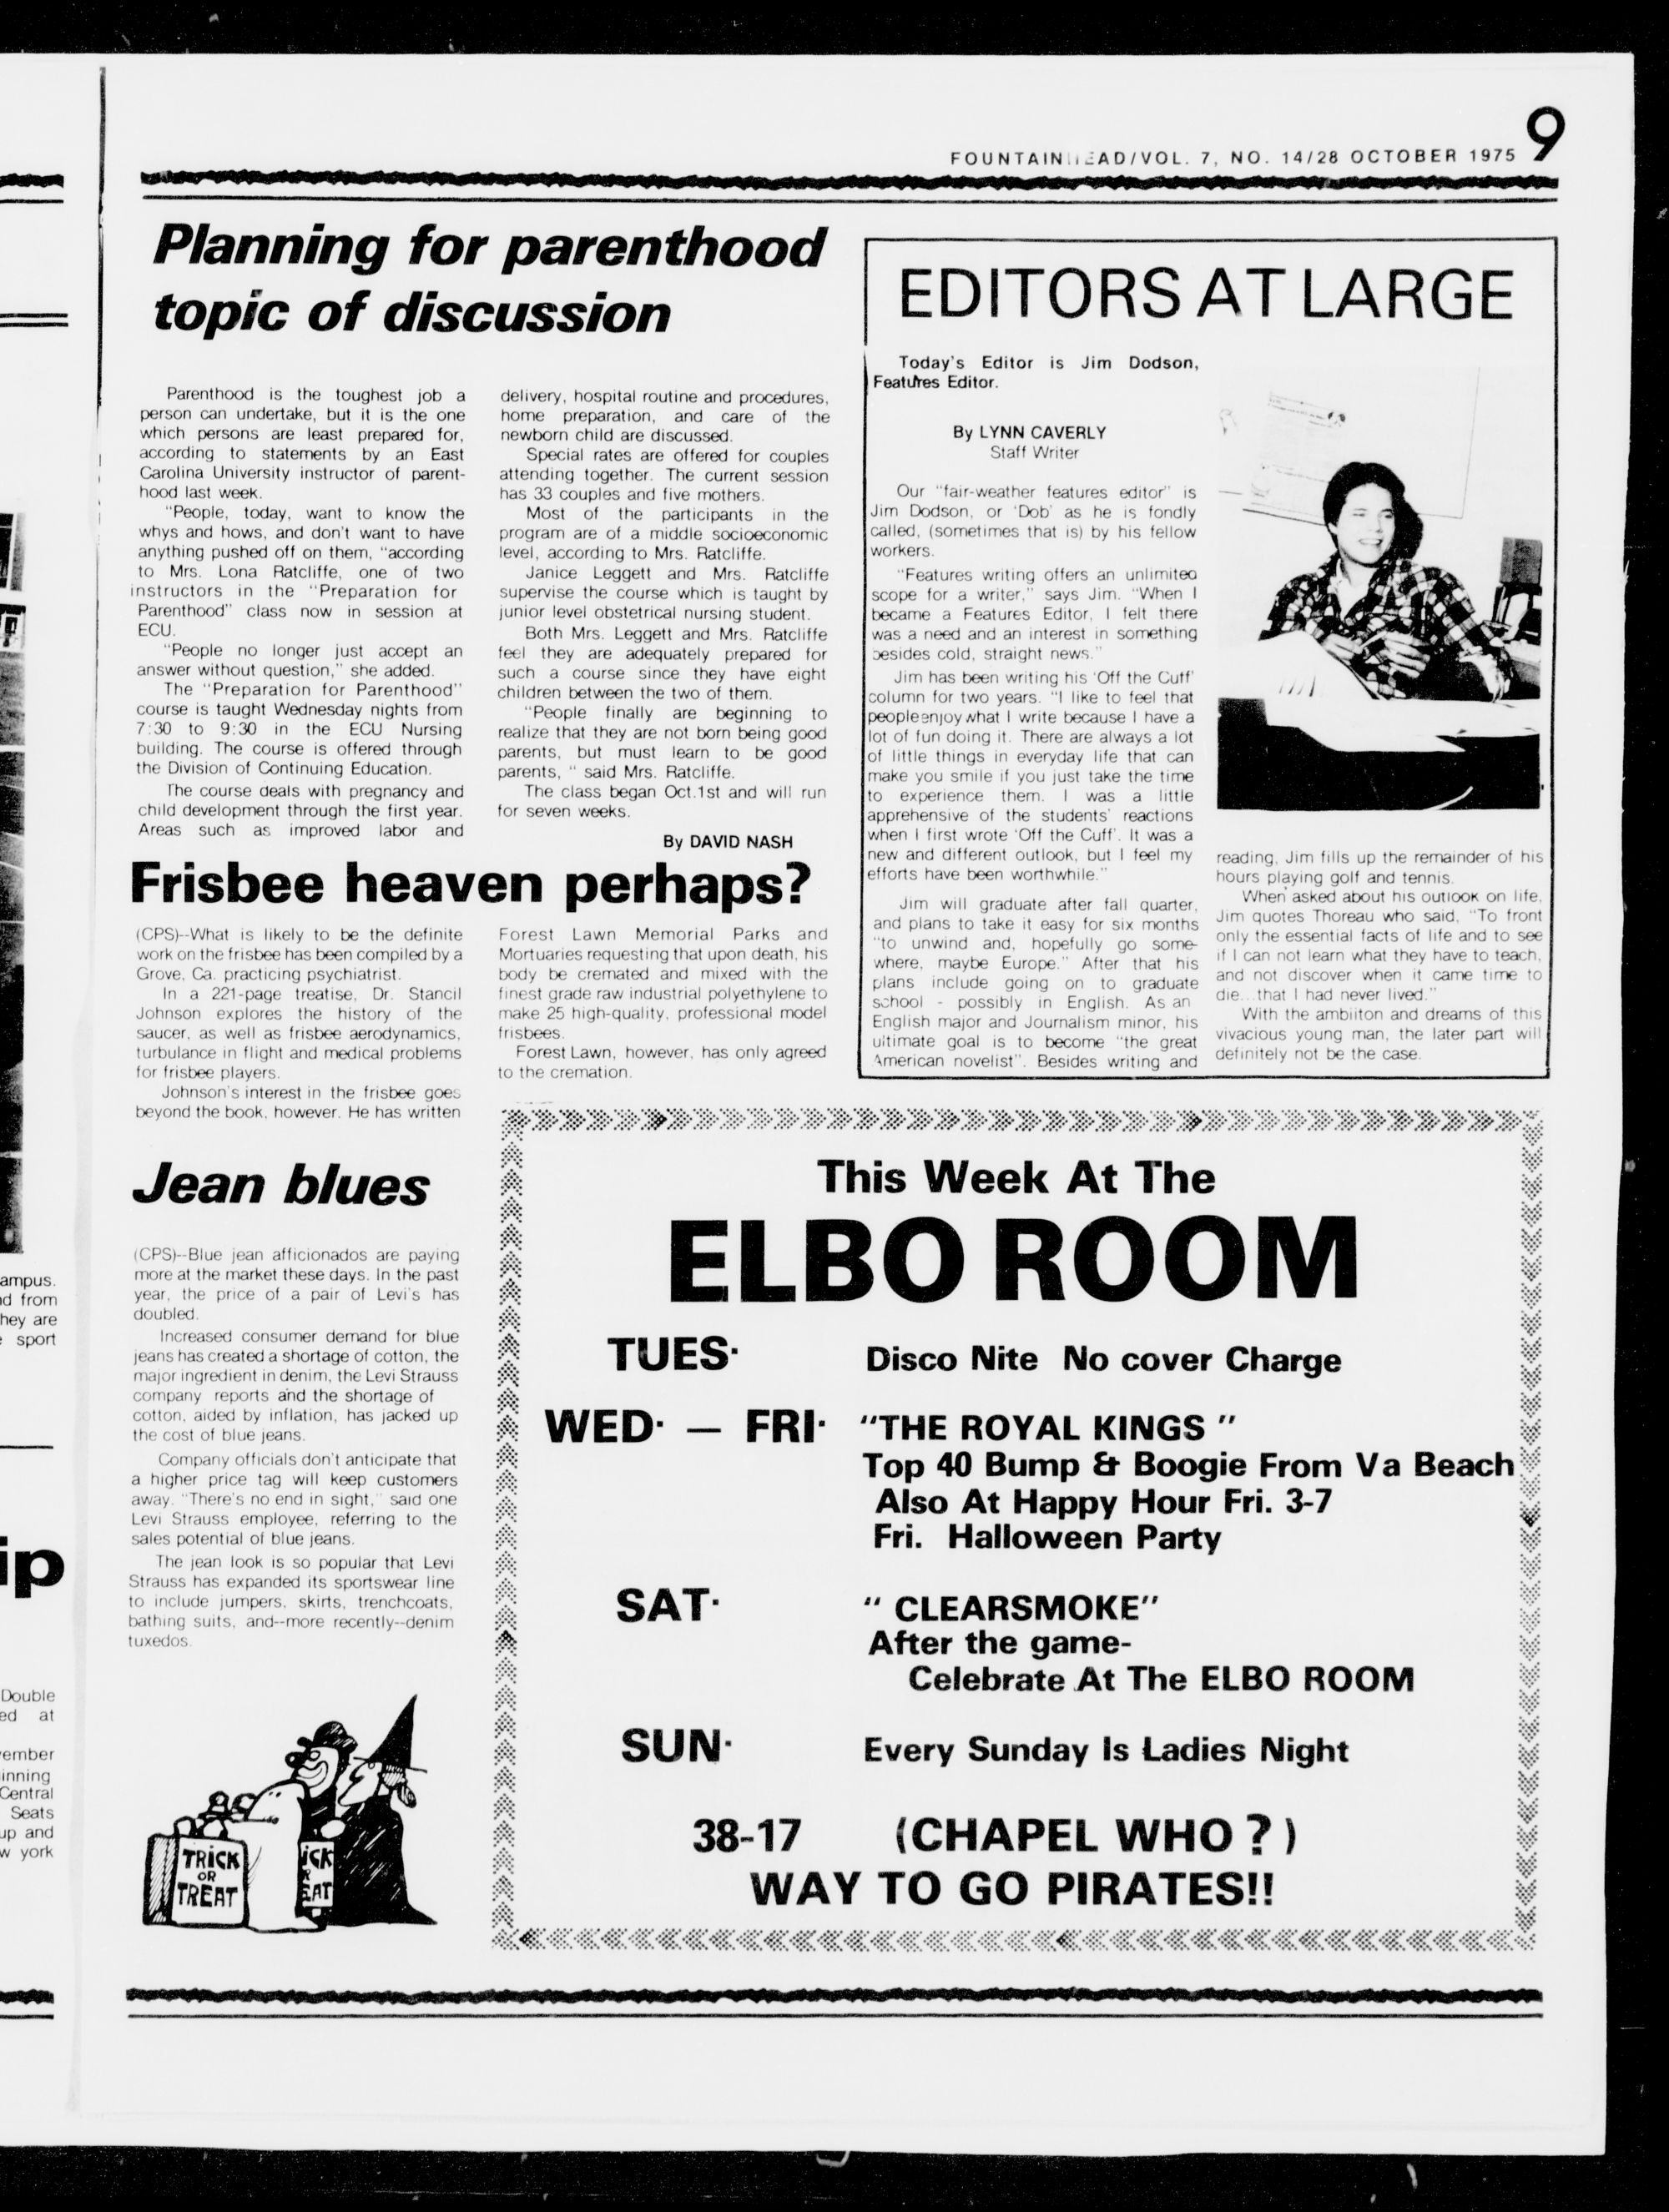 FOUNTAINHEAD/VOL. 7, NO. 14/28 OCTOBER 1975
9
Planning for parenthood
topic of discussion
Parenthood is the toughest job a
person can undertake, but it is the one
which persons are least prepared for,
according to statements by an East
Carolina University instructor of parent-
hood last week.
"People, today, want to know the
whys and hows, and don't want to have
anything pushed off on them, "according
to Mrs. Lona Ratcliffe, one of two
instructors in the "Preparation for
Parenthood" class now in session at
ECU.
"People no longer just accept an
answer without question," she added.
The "Preparation for Parenthood"
course is taught Wednesday nights from
7:30 to 9:30 in the ECU Nursing
building. The course is offered through
the Division of Continuing Education.
The course deals with pregnancy and
child development through the first year.
Areas such as improved labor and
delivery, hospital routine and procedures,
home preparation, and care of the
newborn child are discussed.
Special rates are offered for couples
attending together. The current session
has 33 couples and five mothers.
Most of the participants in the
program are of a middle socioeconomic
level, according to Mrs. Ratcliffe.
Janice Leggett and Mrs. Ratcliffe
supervise the course which is taught by
junior level obstetrical nursing student.
Both Mrs. Leggett and Mrs. Ratcliffe
feel they are adequately prepared for
such a course since they have eight
children between the two of them.
"People finally are beginning to
realize that they are not born being good
parents, but must learn to be good
parents, " said Mrs. Ratcliffe.
The class began Oct.1st and will run
for seven weeks.
By DAVID NASH
Frisbee heaven perhaps?
(CPS)--What is likely to be the definite
work on the frisbee has been compiled by a
Grove, Ca. practicing psychiatrist.
In a 221-page treatise, Dr. Stancil
Johnson explores the history of the
saucer, as well as frisbee aerodynamics,
turbulance in flight and medical problems
for frisbee players.
Johnson's interest in the frisbee goes
beyond the book, however. He has written
Forest Lawn Memorial Parks and
Mortuaries requesting that upon death, his
body be cremated and mixed with the
finest grade raw industrial polyethylene to
make 25 high-quality, professional model
frisbees.
Forest Lawn, however, has only agreed
to the cremation.
Jean blues
(CPS)--Blue jean afficionados are paying
more at the market these days. In the past
year, the price of a pair of Levi's has
doubled.
Increased consumer demand for blue
jeans has created a shortage of cotton, the
major ingredient in denim, the Levi Strauss
company reports and the shortage of
cotton, aided by inflation, has jacked up
the cost of blue jeans.
Company officials don't anticipate that
a higher price tag will keep customers
away. "There's no end in sight," said one
Levi Strauss employee, referring to the
sales potential of blue jeans.
The jean look is so popular that Levi
Strauss has expanded its sportswear line
to include jumpers, skirts, trenchcoats,
bathing suits, and--more recently--denim
tuxedos.
TRICK
OR
TREAT
ICK
R
EAT
EDITORS AT LARGE
Today's Editor is Jim Dodson,
Features Editor.
By LYNN CAVERLY
Staff Writer
Our "fair-weather features editor" is
Jim Dodson, or 'Dob' as he is fondly
called, (sometimes that is) by his fellow
workers.
"Features writing offers an unlimited
scope for a writer," says Jim. "When I
became a Features Editor, I felt there
was a need and an interest in something
besides cold, straight news."
Jim has been writing his 'Off the Cuff'
column for two years. "I like to feel that
people enjoy what I write because I have a
lot of fun doing it. There are always a lot
of little things in everyday life that can
make you smile if you just take the time
to experience them. I was a little
apprehensive of the students' reactions
when I first wrote 'Off the Cuff'. It was a
new and different outlook, but I feel my
efforts have been worthwhile."
Jim will graduate after fall quarter,
and plans to take it easy for six months
"to unwind and, hopefully go some-
where, maybe Europe." After that his
plans include going on to graduate
school - possibly in English. As an
English major and Journalism minor, his
ultimate goal is to become "the great
American novelist". Besides writing and
reading, Jim fills up the remainder of his
hours playing golf and tennis.
When asked about his outlook on life,
Jim quotes Thoreau who said, "To front
only the essential facts of life and to see
if I can not learn what they have to teach,
and not discover when it came time to
die...that I had never lived."
With the ambiiton and dreams of this
vivacious young man, the later part will
definitely not be the case.
This Week At The
ELBO ROOM
TUES. Disco Nite No cover Charge
WED. — FRI. "THE ROYAL KINGS "
Top 40 Bump & Boogie From Va Beach
Also At Happy Hour Fri. 3-7
Fri. Halloween Party
SAT. " CLEARSMOKE"
After the game-
Celebrate At The ELBO ROOM
SUN. Every Sunday Is Ladies Night
38-17 (CHAPEL WHO ? )
WAY TO GO PIRATES!!
ampus.
d from
hey are
sport
ip
Double
ed at
ember
inning
Central
Seats
up and
w york